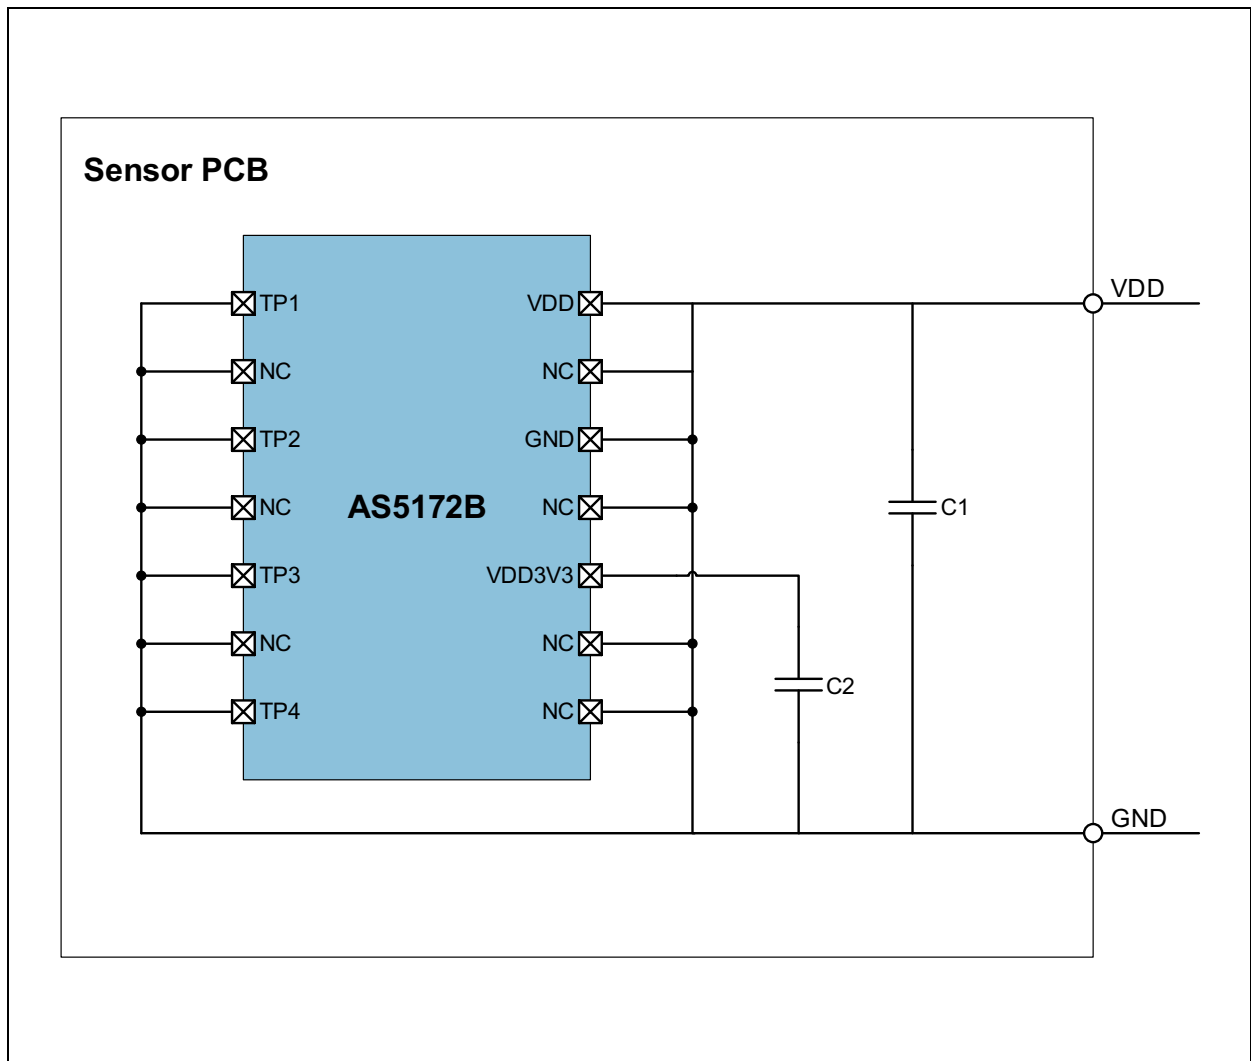 Sensor PCB
TP1
VDD
VDD
NC
NC
TP2
GND
NC
AS5172B
NC
C1
TP3
VDD3V3
NC
NC
C2
TP4
NC
GND